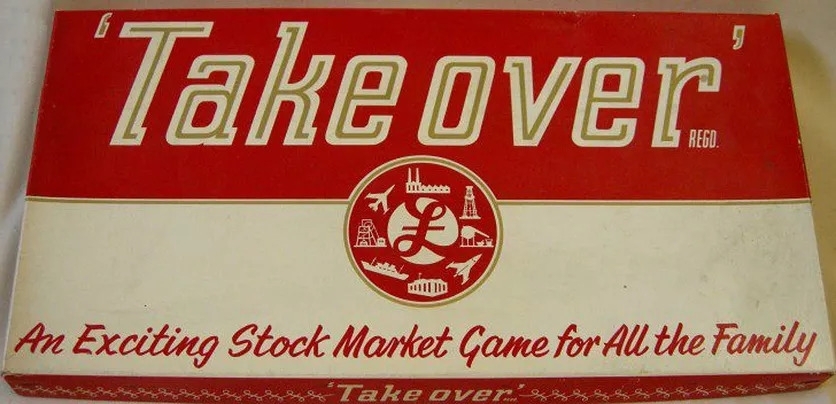 'Take over'
REGD.
£
An Exciting Stock Market Game for All the Family
'Take over'